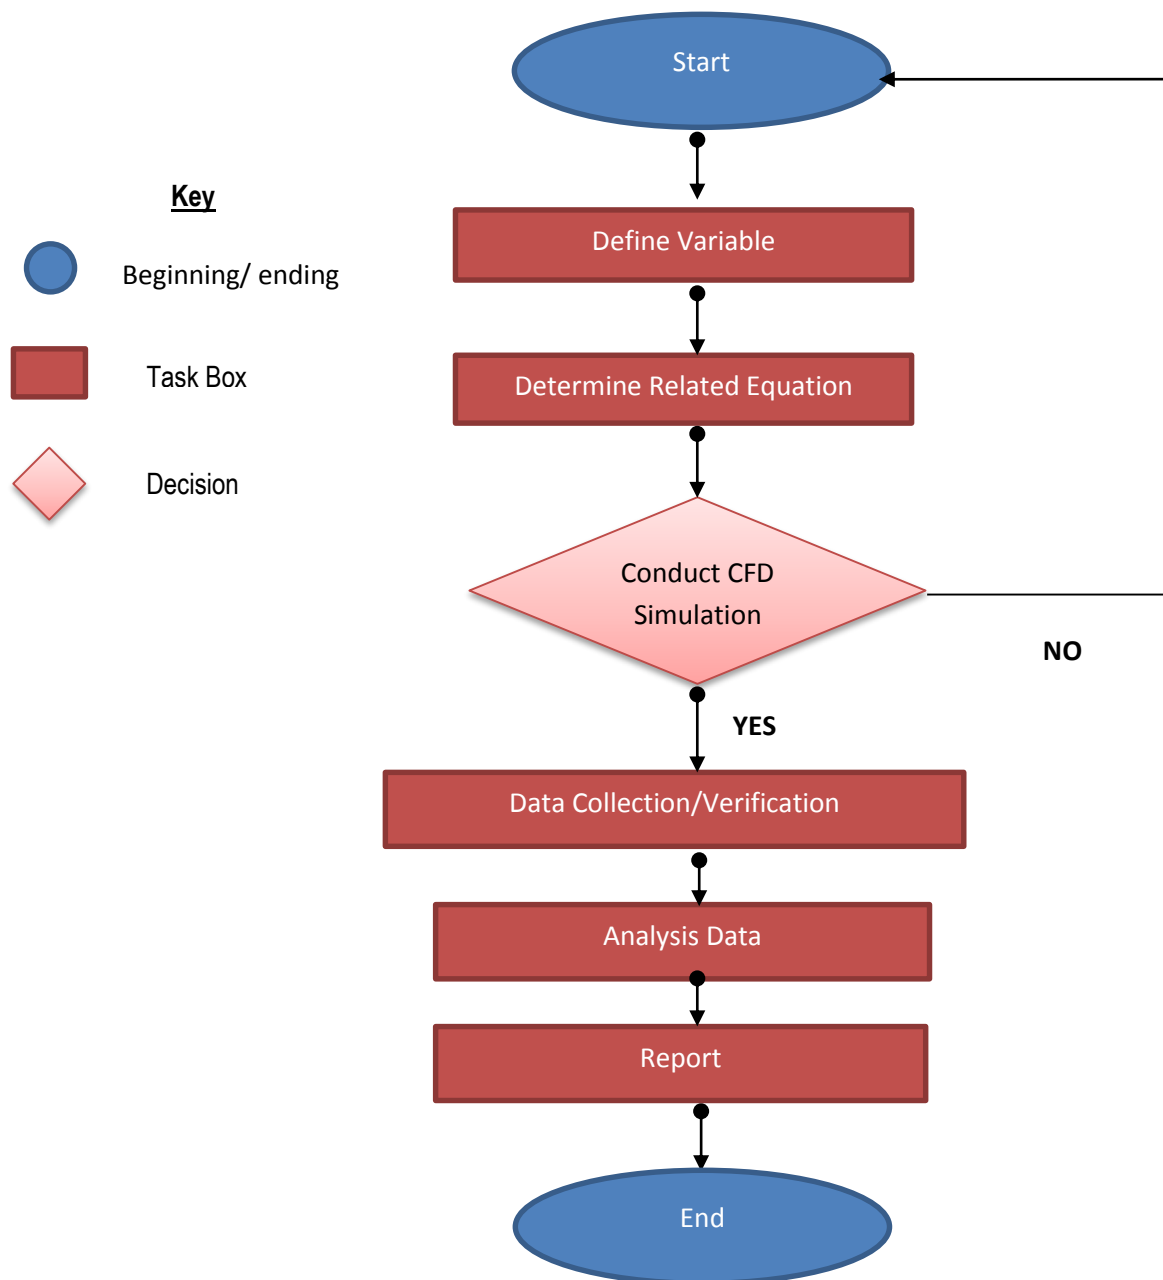 Start
Key
Beginning/ ending
Task Box
Decision
Define Variable
Determine Related Equation
Conduct CFD
Simulation
NO
YES
Data Collection/Verification
Analysis Data
Report
End